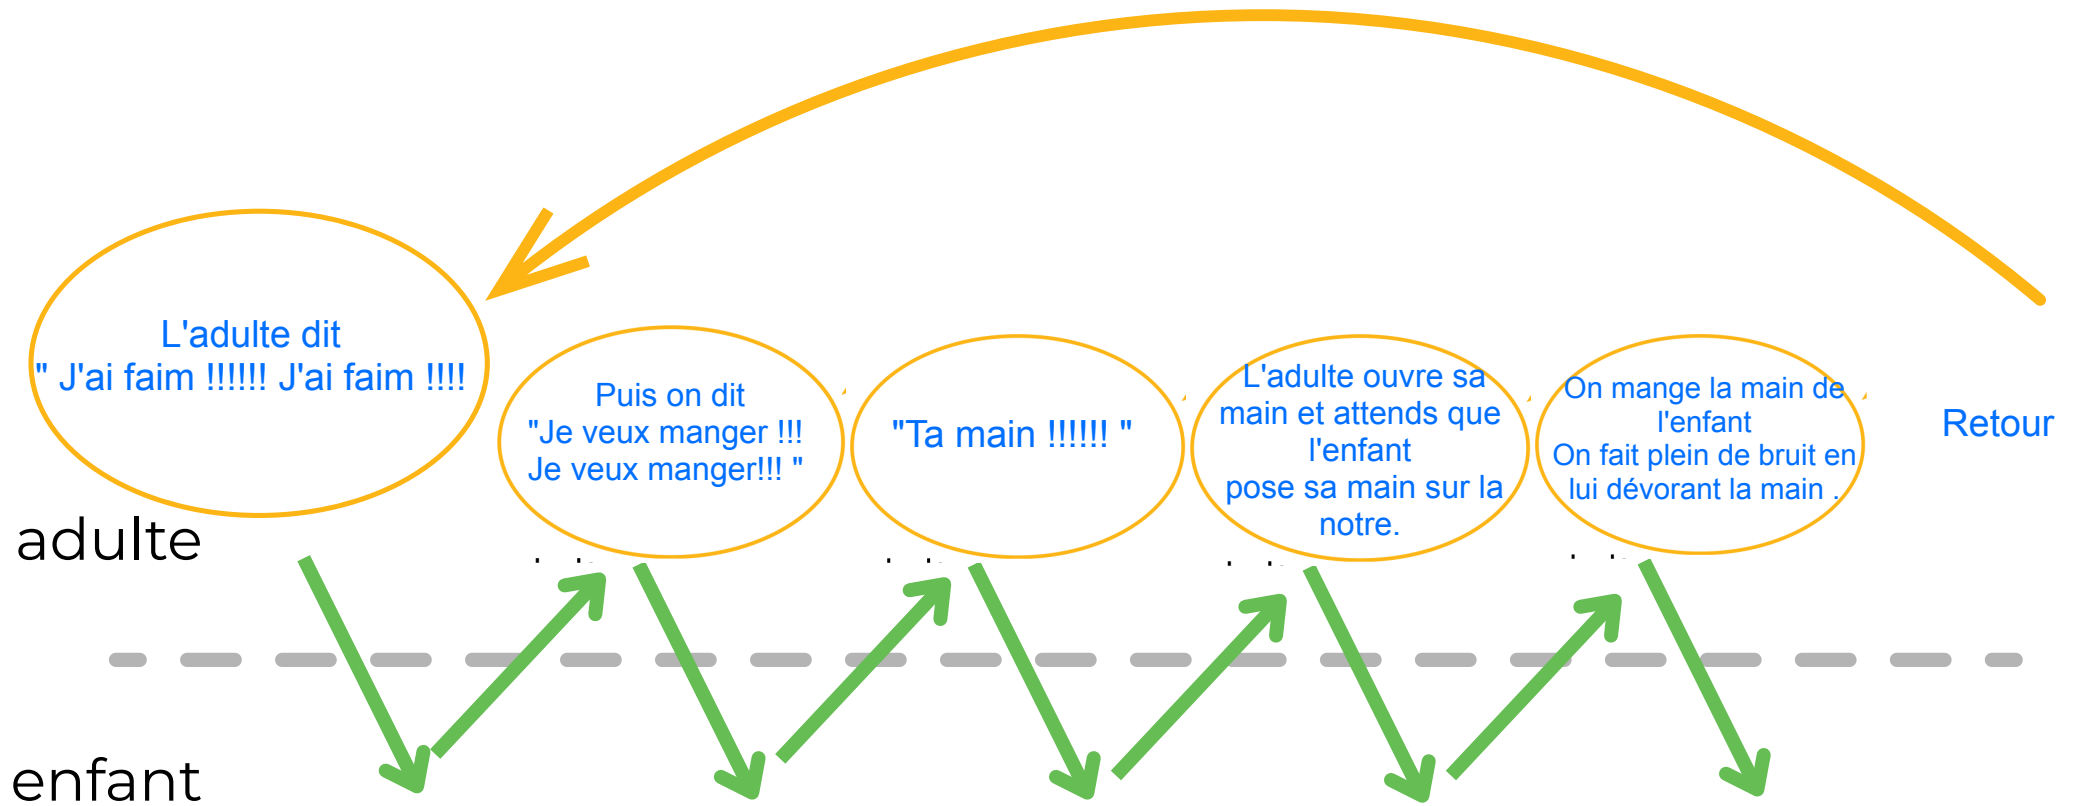 L'adulte dit
" J'ai faim !!!!!! J'ai faim !!!!
Puis on dit
"Je veux manger !!!
Je veux manger!!! "
"Ta main !!!!!! "
L'adulte ouvre sa
main et attends que
l'enfant
pose sa main sur la
notre.
On mange la main de
l'enfant
On fait plein de bruit en
lui dévorant la main .
Retour
adulte
enfant